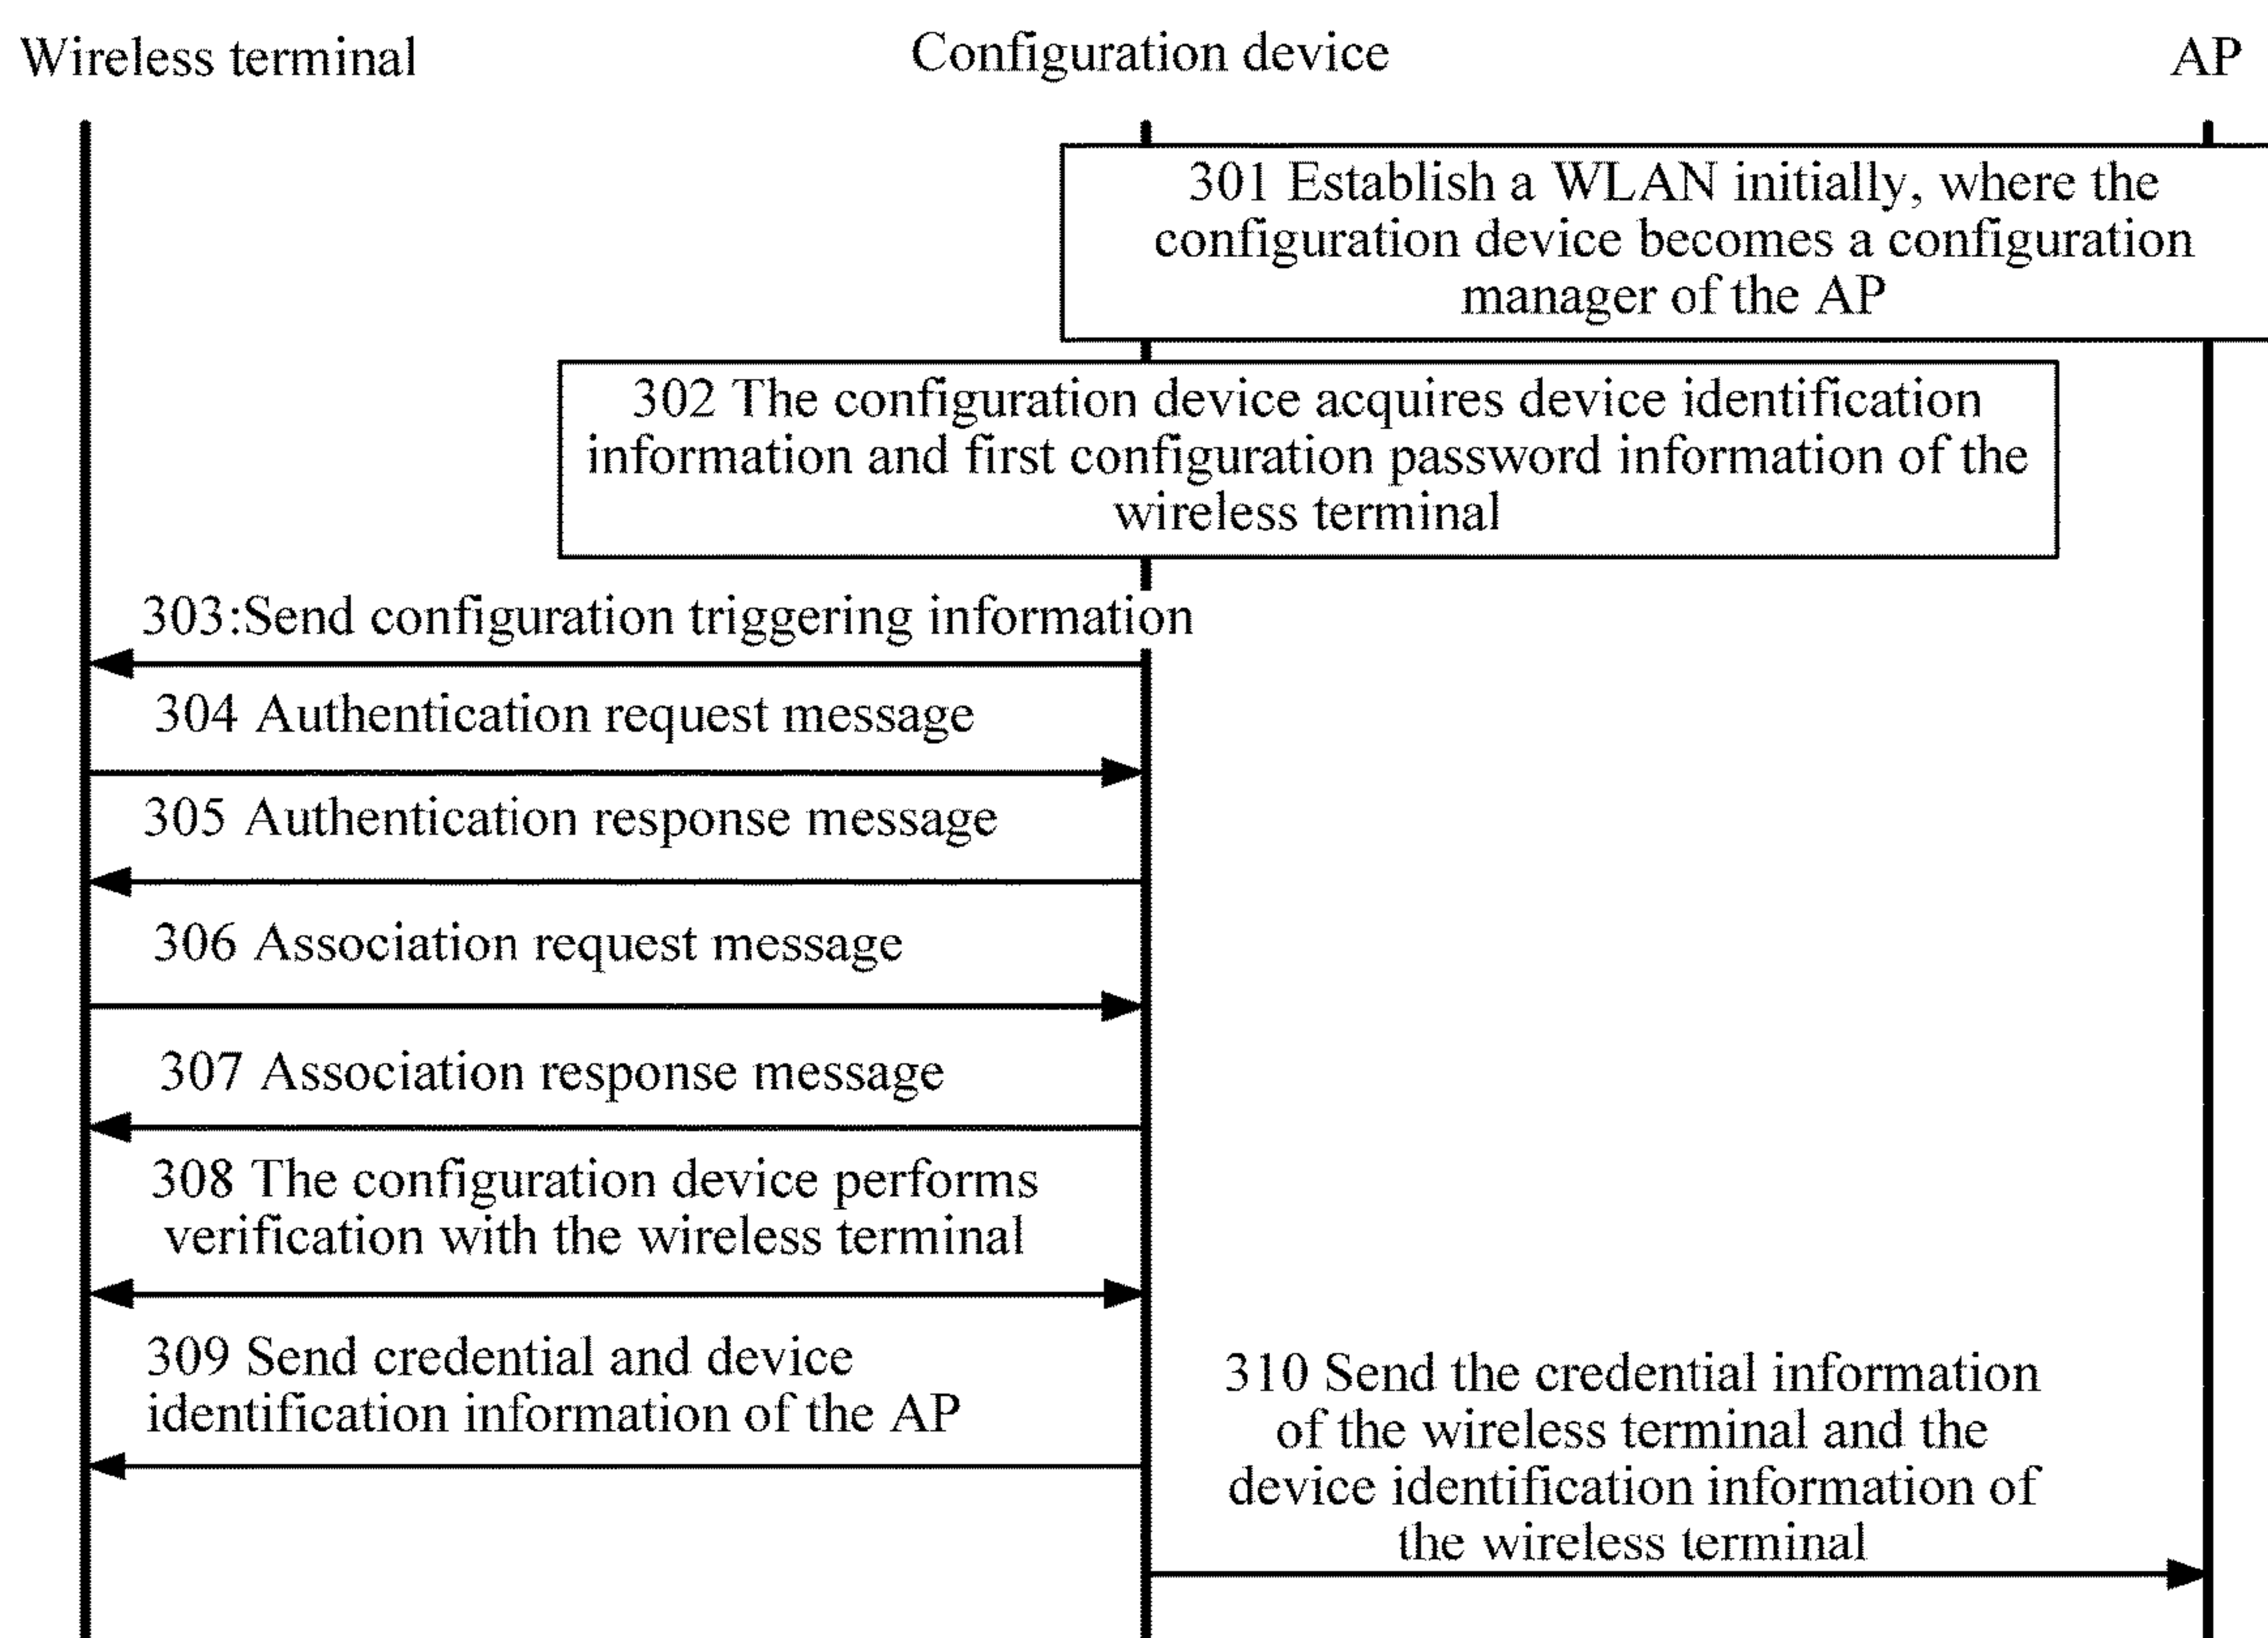 Wireless terminal
Configuration device
AP
301 Establish a WLAN initially, where the
configuration device becomes a configuration
manager of the AP
302 The configuration device acquires device identification
information and first configuration password information of the
wireless terminal
303:Send configuration triggering information
304 Authentication request message
305 Authentication response message
306 Association request message
307 Association response message
308 The configuration device performs
verification with the wireless terminal
309 Send credential and device
identification information of the AP
310 Send the credential information
of the wireless terminal and the
device identification information of
the wireless terminal